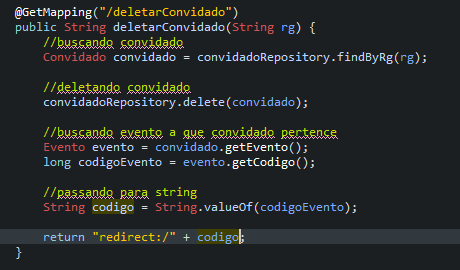 @GetMapping("/deletarConvidado")
public String deletarConvidado(String rg) {
//buscando convidado
Convidado convidado = convidadoRepository.findByRg(rg);
//deletando convidado
convidadoRepository.delete(convidado);
//buscando evento a que convidado pertence
Evento evento = convidado.getEvento();
long codigoEvento = evento.getCodigo();
//passando para string
String codigo = String.valueOf(codigoEvento);
return "redirect:/" + codigo;
}